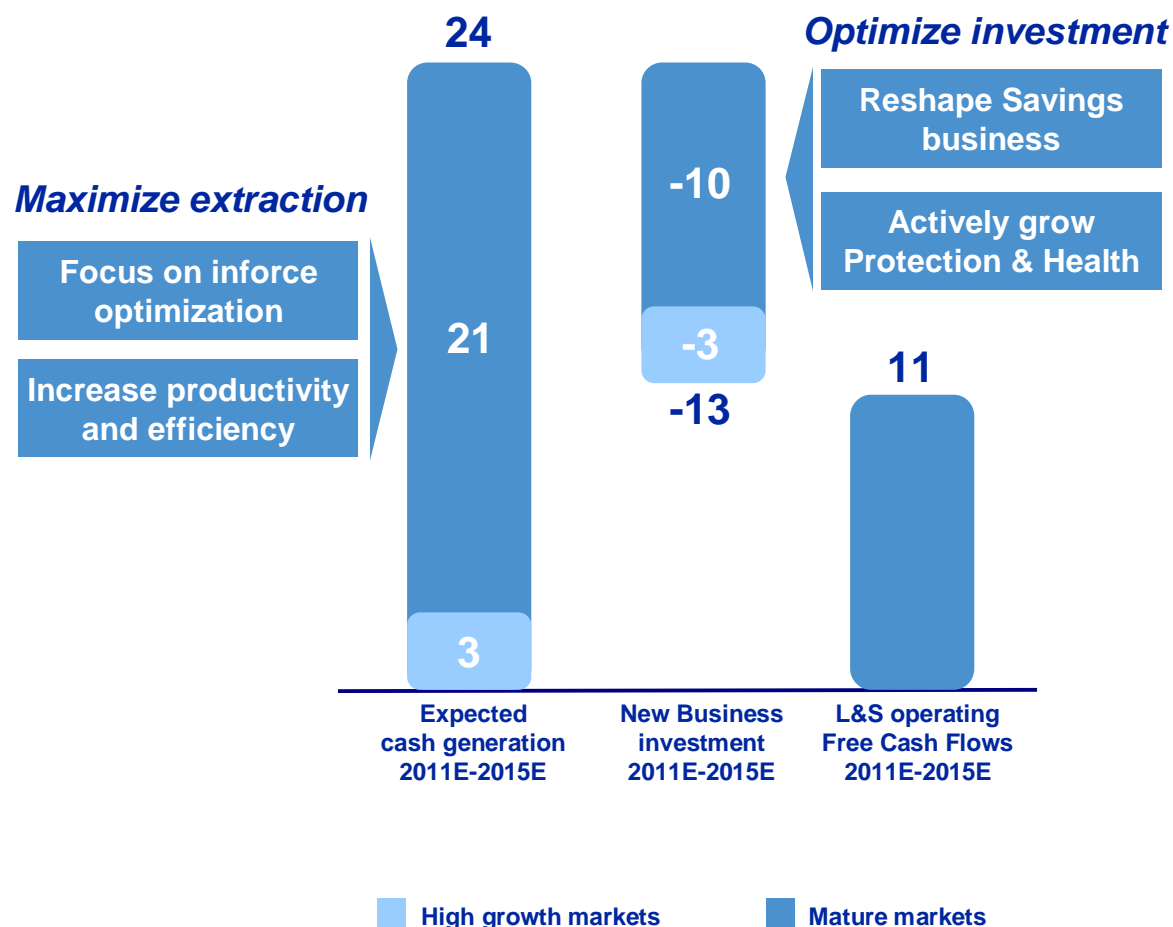 24
Optimize investment
Reshape Savings
business
-10
Maximize extraction
Actively grow
Protection & Health
Focus on inforce
optimization
21
-3
11
Increase productivity
and efficiency
-13
3
Expected
cash generation
2011E-2015E
New Business
investment
2011E-2015E
L&S operating
Free Cash Flows
2011E-2015E
High growth markets
Mature markets